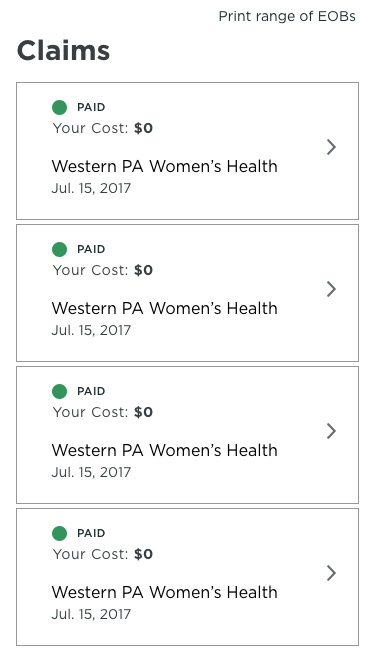 Print range of EOBs
Claims
PAID
Your Cost: $0
Western PA Women’s Health
Jul. 15, 2017
PAID
Your Cost: $0
Western PA Women’s Health
Jul. 15, 2017
PAID
Your Cost: $0
Western PA Women’s Health
Jul. 15, 2017
PAID
Your Cost: $0
Western PA Women’s Health
Jul. 15, 2017